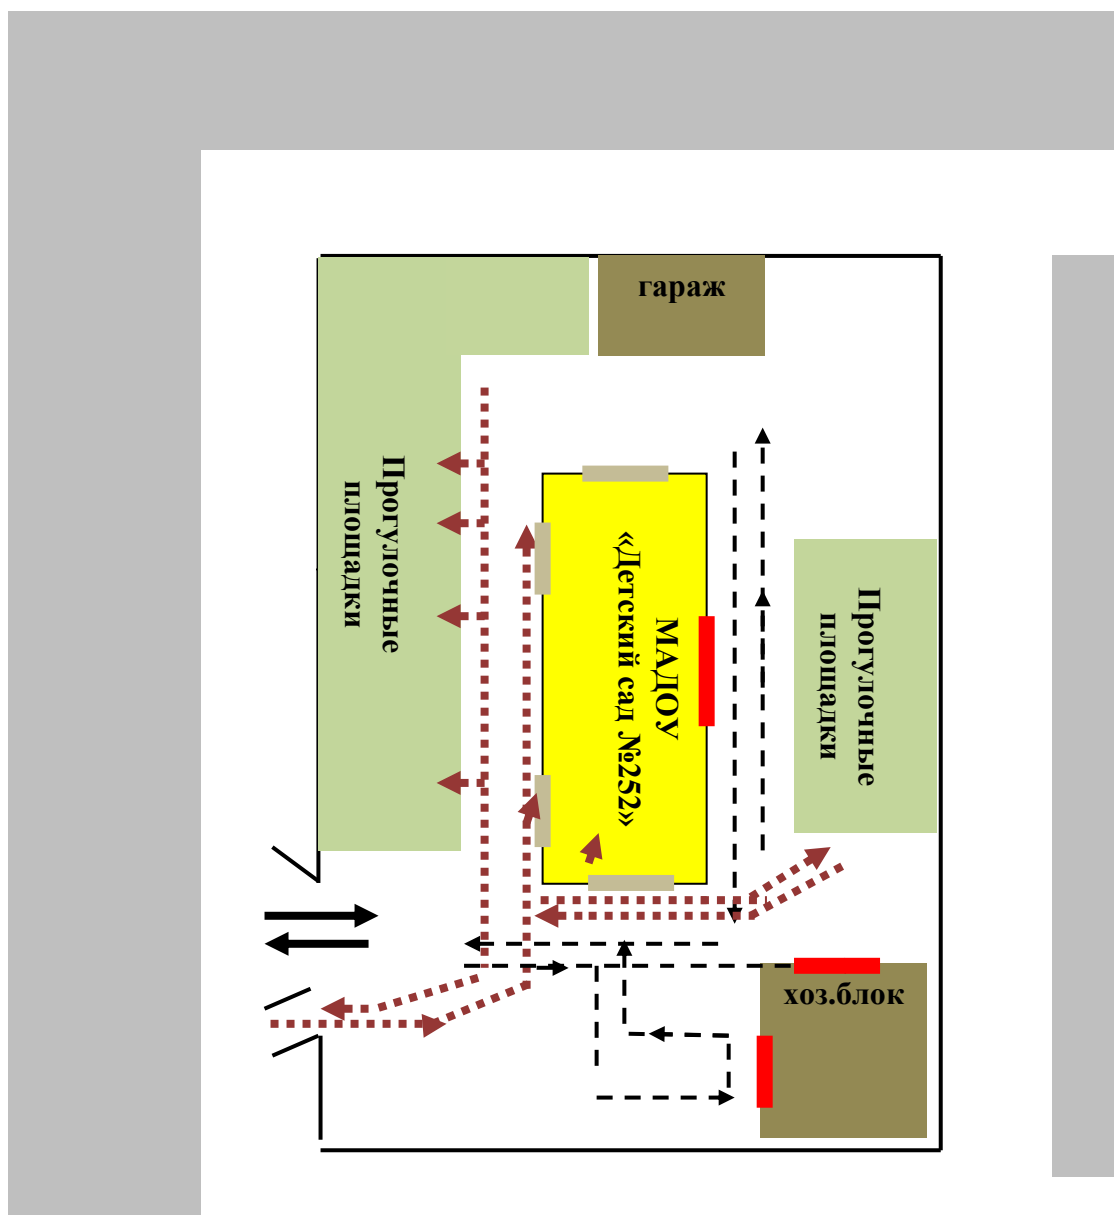 гараж
Прогулочные
площадки
МАДОУ
«Детский сад №252»
Прогулочные
площадки
хоз.блок